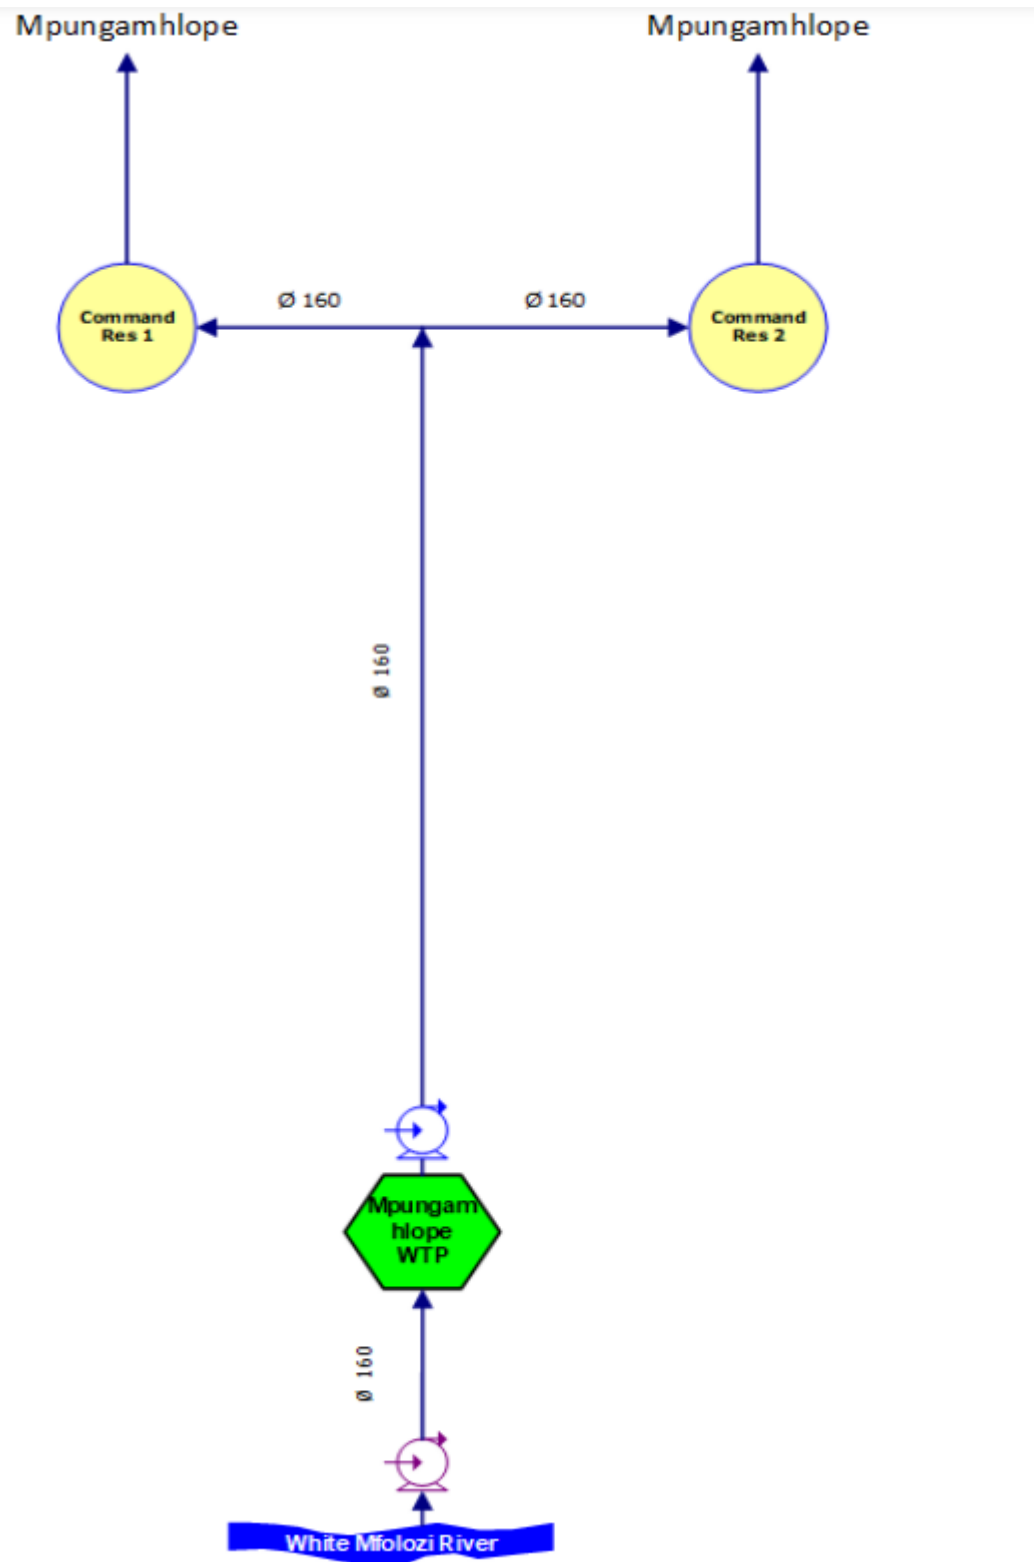 Mpungamhlope
Mpungamhlope
Ø 160
Ø 160
Command
Res 1
Command
Res 2
Ø 160
Mpungam
hlope
WTP
Ø 160
White Mfolozi River